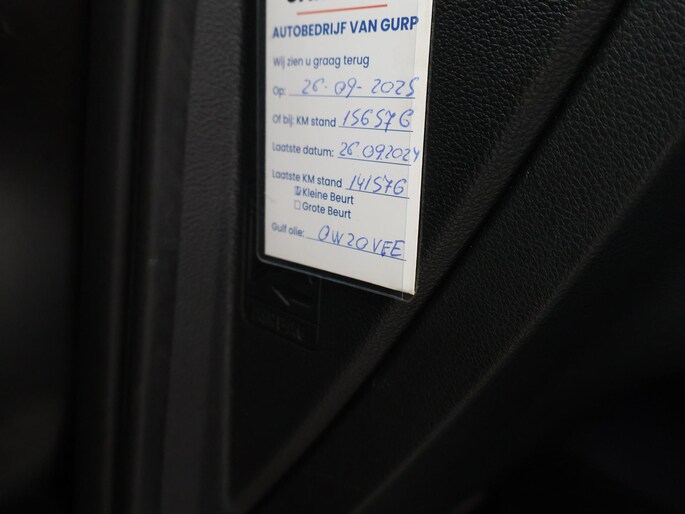 AUTOBEDRIJF VAN GURP
Wij zien u graag terug
Op: 26-09-2025
Of bij: KM stand 156576
Laatste datum: 26 09.2024
Laatste KM stand 141576
Kleine Beurt
Grote Beurt
Gulf olie: 0W20VEE